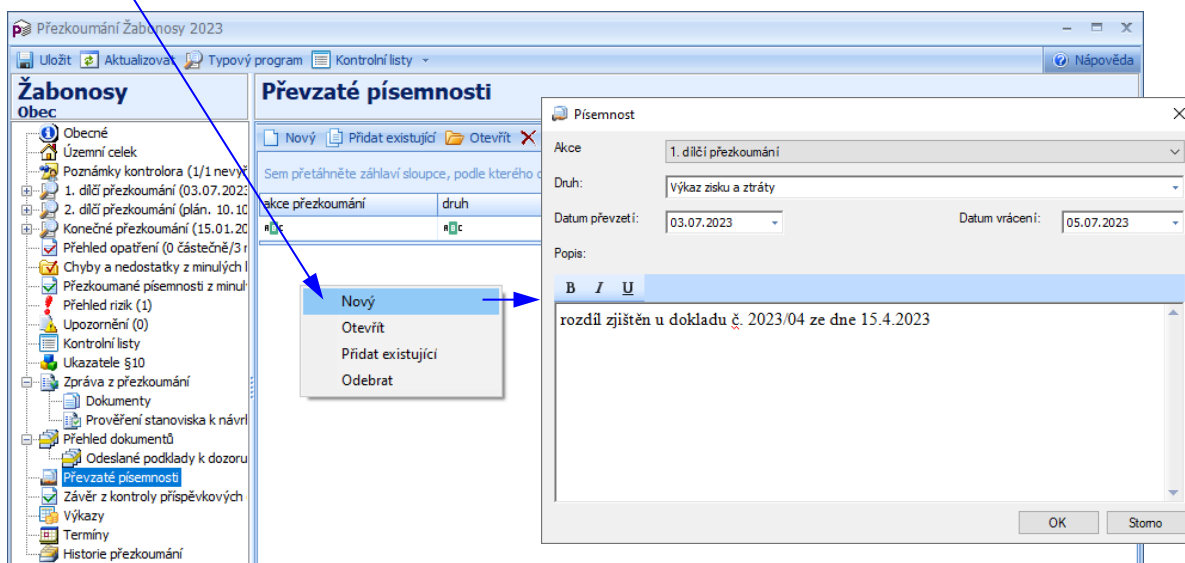 Přezkoumání Žabonosy 2023
Uložit Aktualizovat Typový program Kontrolní listy Nápověda
Žabonosy
Obec
Obecné
Územní celek
Poznámky kontrolora (1/1 nevyř
1. dílčí přezkoumání (03.07.2023
2. dílčí přezkoumání (plán. 10.10
Konečné přezkoumání (15.01.20
Přehled opatření (0 částečně/3 r
Chyby a nedostatky z minulých l
Přezkoumané písemnosti z minul
Přehled rizik (1)
Upozornění (0)
Kontrolní listy
Ukazatele §10
Zpráva z přezkoumání
Dokumenty
Prověření stanoviska k návrh
Přehled dokumentů
Odeslané podklady k dozoru
Převzaté písemnosti
Závěr z kontroly příspěvkových
Výkazy
Termíny
Historie přezkoumání
Převzaté písemnosti
Nový Přidat existující Otevřít
Sem přetáhněte záhlaví sloupce, podle kterého
akce přezkoumání druh
Nový
Otevřít
Přidat existující
Odebrat
Písemnost
Akce 1. dílčí přezkoumání
Druh: Výkaz zisku a ztráty
Datum převzetí: 03.07.2023 Datum vrácení: 05.07.2023
Popis:
B I U
rozdíl zjištěn u dokladu č. 2023/04 ze dne 15.4.2023
OK Storno